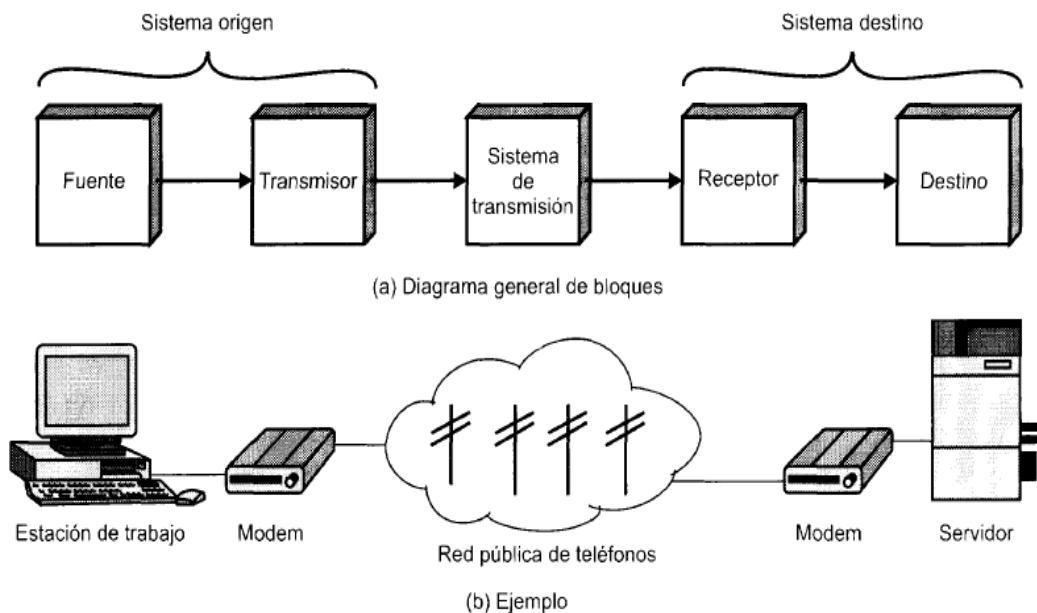 Sistema origen
Sistema destino
Fuente
Transmisor
Sistema
de
transmisión
Receptor
Destino
(a) Diagrama general de bloques
Estación de trabajo
Modem
Red pública de teléfonos
Modem
Servidor
(b) Ejemplo